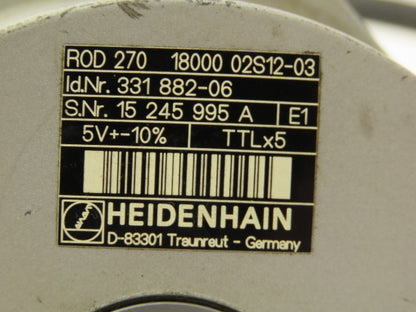 ROD 270 18000 02S12-03
Id.Nr. 331 882-06
S.Nr. 15 245 995 A E1
5V+-10% TTLx5
HEIDENHAIN
D-83301 Traunreut - Germany